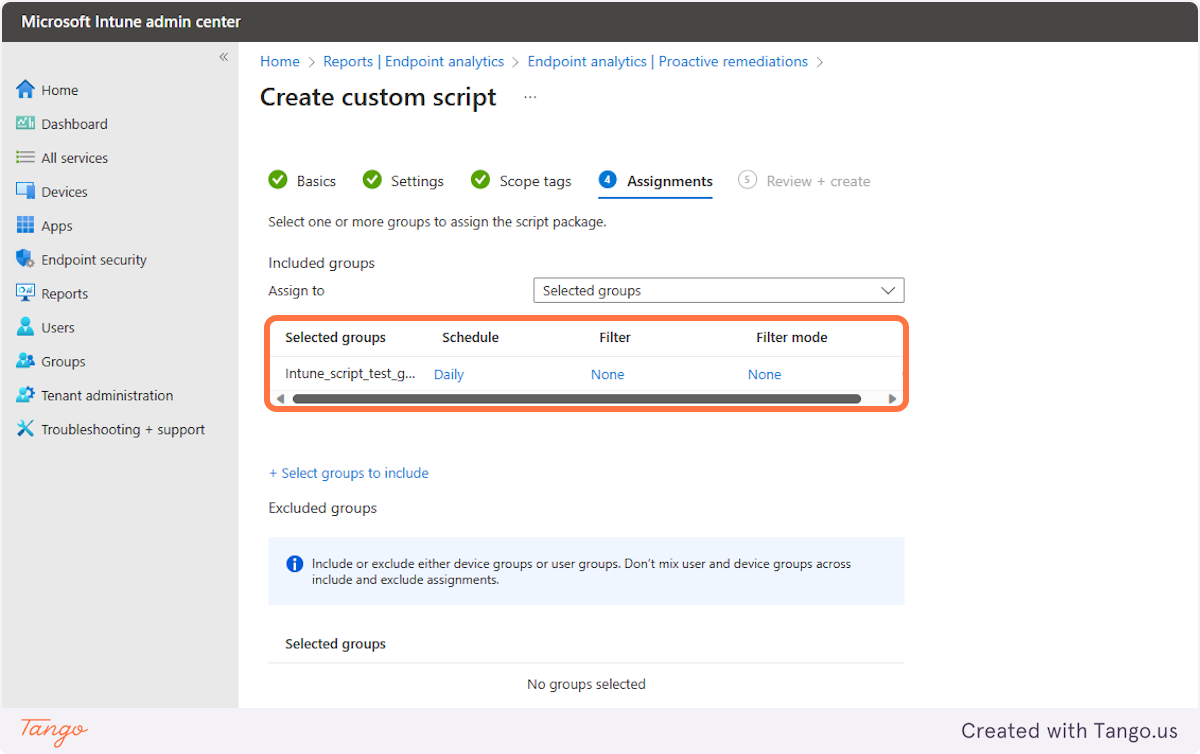 Microsoft Intune admin center
«
Home > Reports | Endpoint analytics > Endpoint analytics | Proactive remediations >
Create custom script ...
Home
Dashboard
All services
Devices
Apps
Endpoint security
Reports
Users
Groups
Tenant administration
Troubleshooting + support
Basics Settings Scope tags 4 Assignments 5 Review + create
Select one or more groups to assign the script package.
Included groups
Assign to Selected groups
Selected groups Schedule Filter Filter mode
Intune_script_test_g... Daily None None
+ Select groups to include
Excluded groups
Include or exclude either device groups or user groups. Don't mix user and device groups across
include and exclude assignments.
Selected groups
No groups selected
Tango
Created with Tango.us